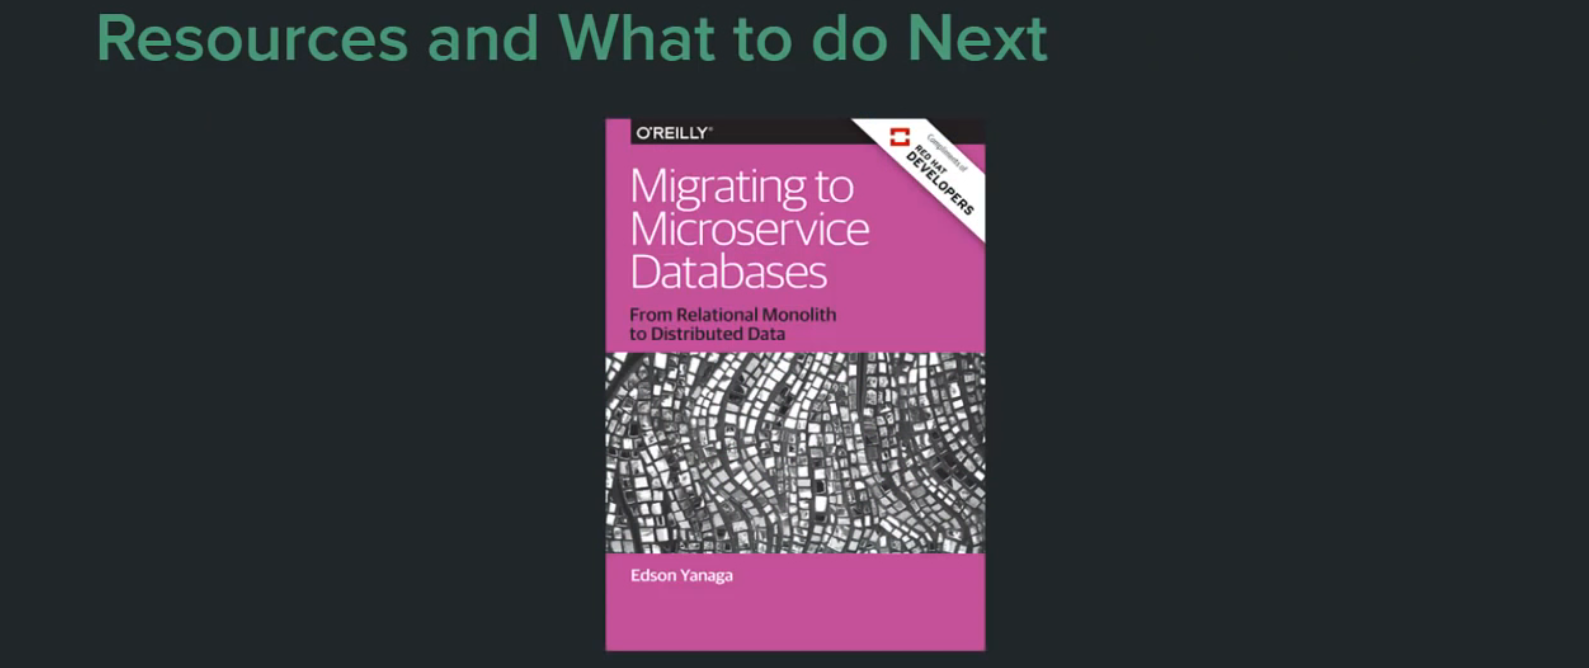 Resources and What to do Next
O'REILLY®
Compliments of
RED HAT
DEVELOPERS
Migrating to
Microservice
Databases
From Relational Monolith
to Distributed Data
Edson Yanaga